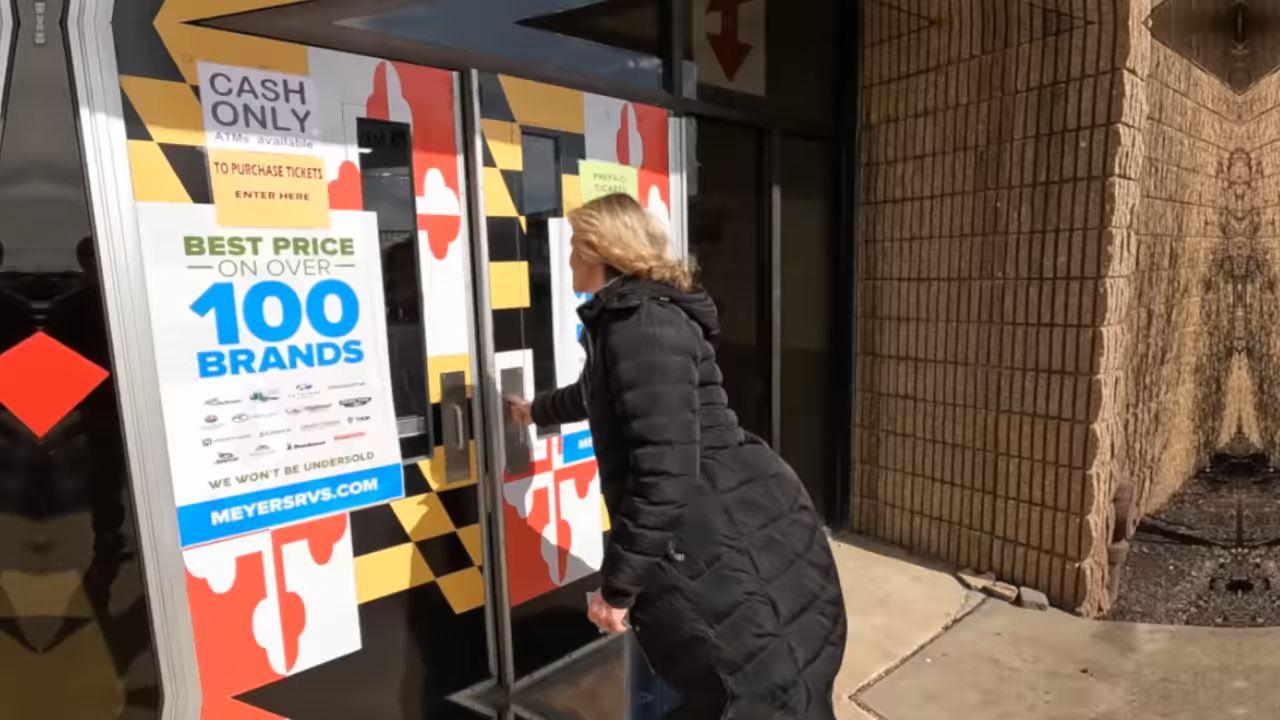 CASH
ONLY
ATMs available
TO PURCHASE TICKETS
ENTER HERE
BEST PRICE
ON OVER
100
BRANDS
WE WON'T BE UNDERSOLD
MEYERSRVS.COM
PREPAID
TICKETS
ME